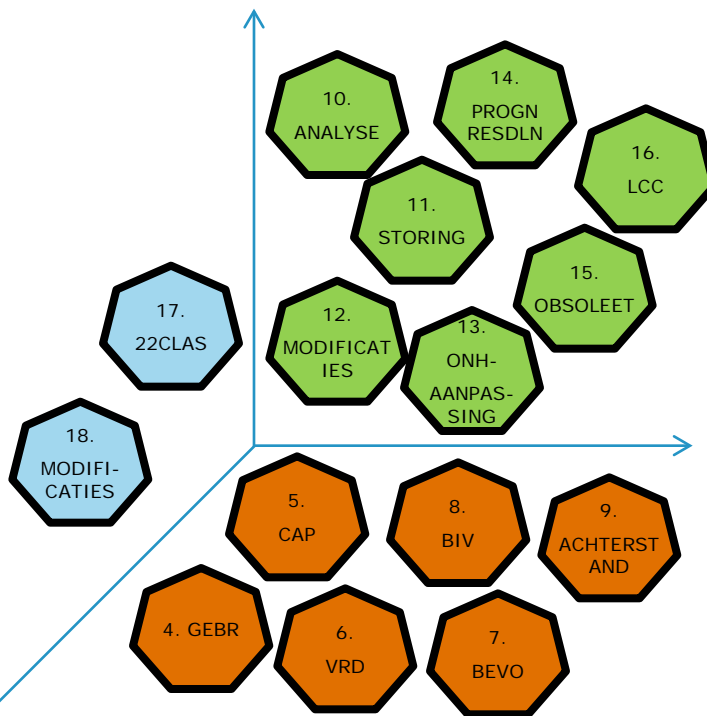 10.
ANALYSE
14.
PROGN
RESDLN
16.
LCC
11.
STORING
15.
OBSOLEET
17.
22CLAS
12.
MODIFICAT
IES
13.
ONH-
AANPAS-
SING
18.
MODIFI-
CATIES
5.
CAP
8.
BIV
9.
ACHTERST
AND
4. GEBR
6.
VRD
7.
BEVO